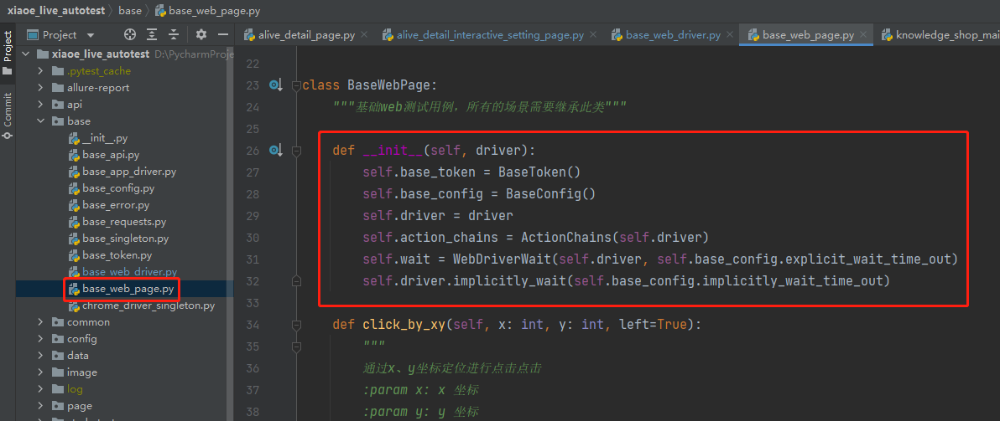 xiaoe_live_autotest base base_web_page.py
Project
Commit
Project
xiaoe_live_autotest D:\PycharmProje
.pytest_cache
allure-report
api
base
__init__.py
base_api.py
base_app_driver.py
base_config.py
base_error.py
base_requests.py
base_singleton.py
base_token.py
base_web_driver.py
base_web_page.py
chrome_driver_singleton.py
common
config
data
image
log
page
alive_detail_page.py alive_detail_interactive_setting_page.py base_web_driver.py base_web_page.py knowledge_shop_mai
22
23 class BaseWebPage:
24 """基础web测试用例，所有的场景需要继承此类"""
25
26 def __init__(self, driver):
27 self.base_token = BaseToken()
28 self.base_config = BaseConfig()
29 self.driver = driver
30 self.action_chains = ActionChains(self.driver)
31 self.wait = WebDriverWait(self.driver, self.base_config.explicit_wait_time_out)
32 self.driver.implicitly_wait(self.base_config.implicitly_wait_time_out)
33
34 def click_by_xy(self, x: int, y: int, left=True):
35 """
36 通过x、y坐标定位进行点击点击
37 :param x: x 坐标
38 :param y: y 坐标